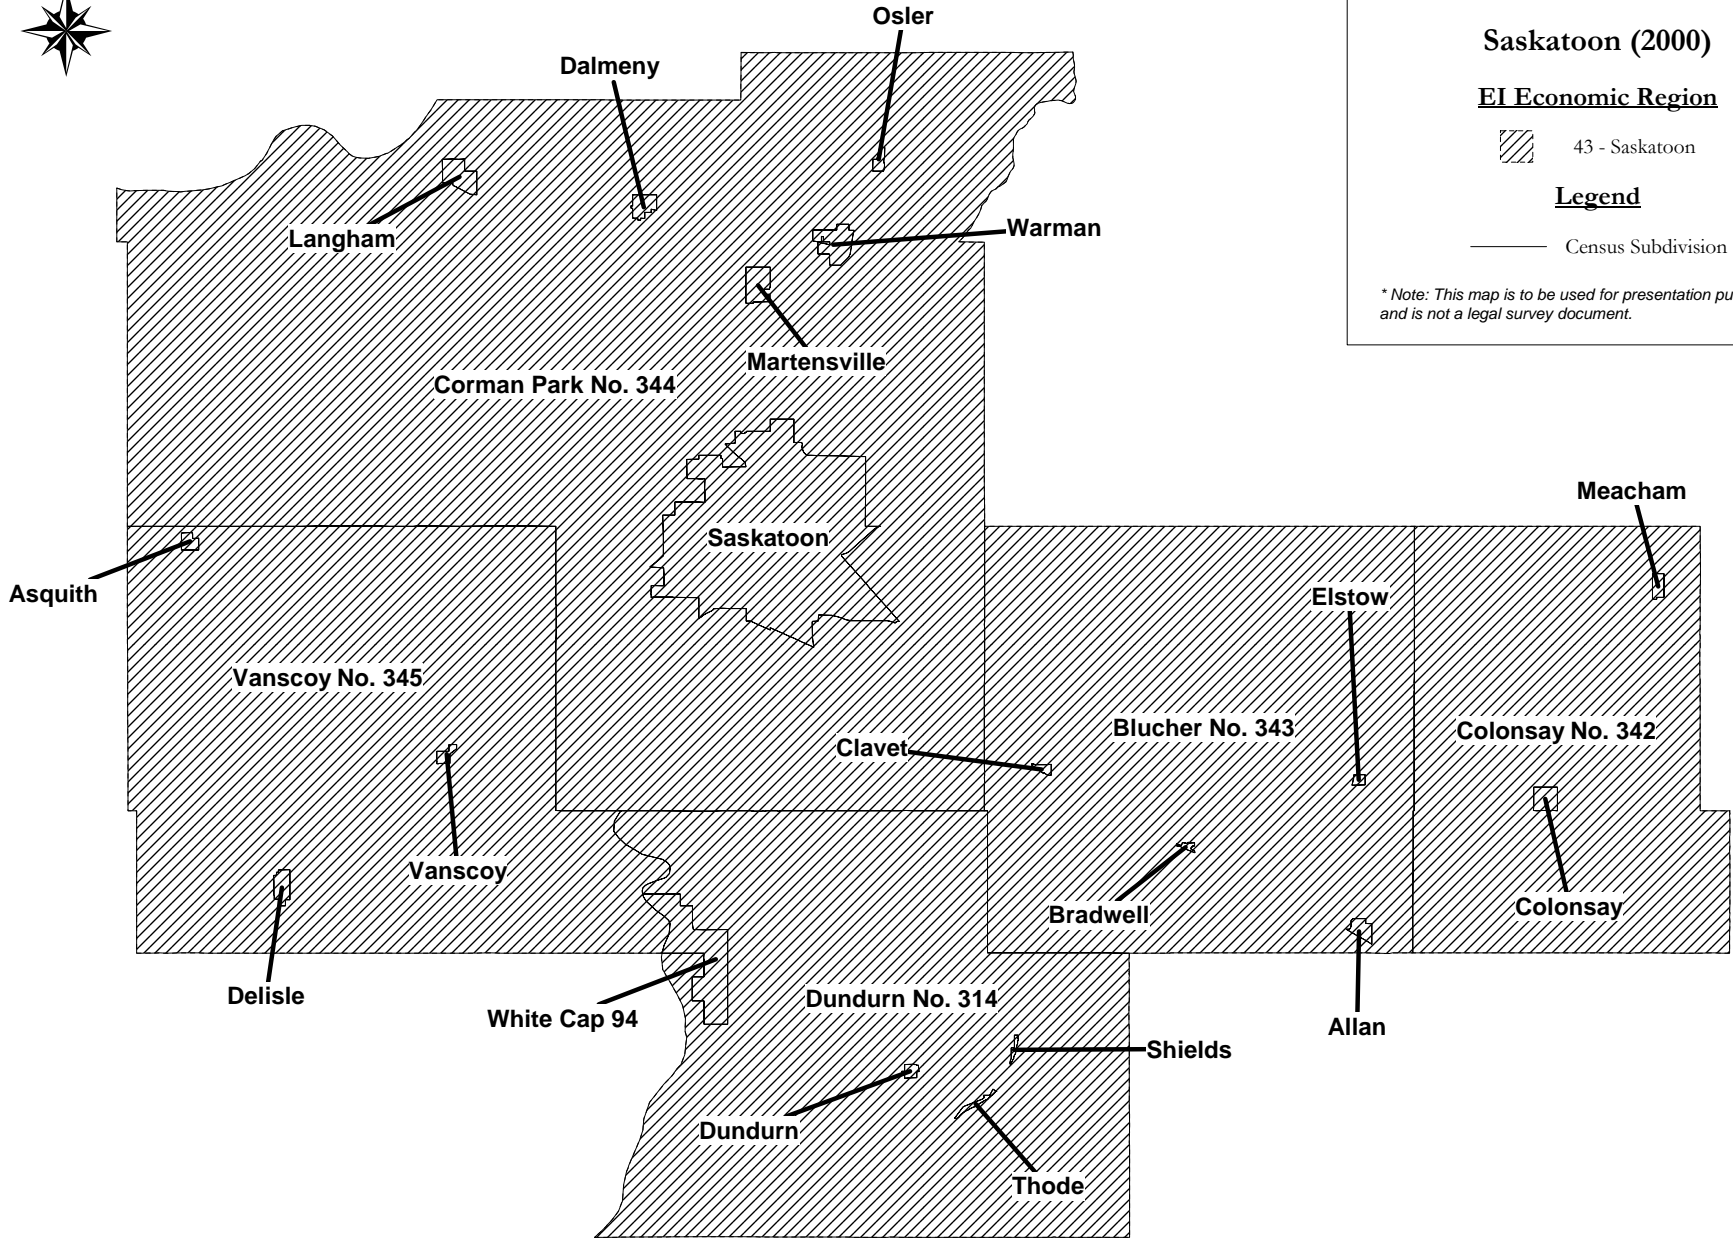 Osler
Saskatoon (2000)
Dalmeny
EI Economic Region
43 - Saskatoon
Legend
Langham
Warman
Census Subdivision
* Note: This map is to be used for presentation
and is not a legal survey document.
Martensville
Corman Park No. 344
Meacham
Saskatoon
Asquith
Elstow
Vanscoy No. 345
Blucher No. 343
Colonsay No. 342
Clavet
Vanscoy
Bradwell
Colonsay
Delisle
Dundurn No. 314
White Cap 94
Allan
Shields
Dundurn
Thode